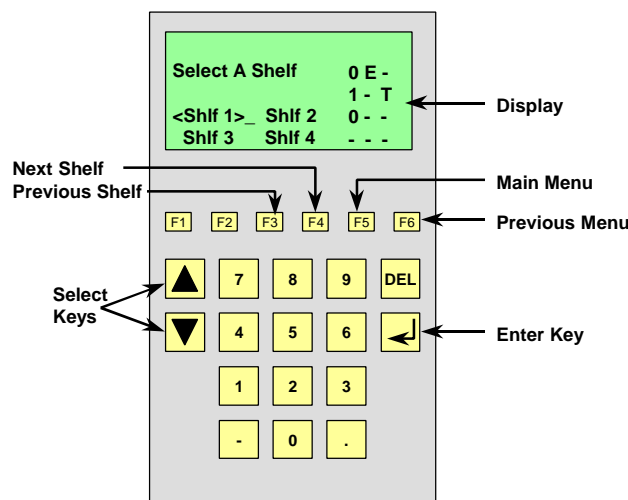 Select A Shelf 0 E -
1 - T
<Shlf 1>_ Shlf 2 0 - -
Shlf 3 Shlf 4 - - -
Display
Next Shelf
Previous Shelf
Main Menu
Previous Menu
F1 F2 F3 F4 F5 F6
Select
Keys
7 8 9 DEL
4 5 6
Enter Key
1 2 3
- 0 .